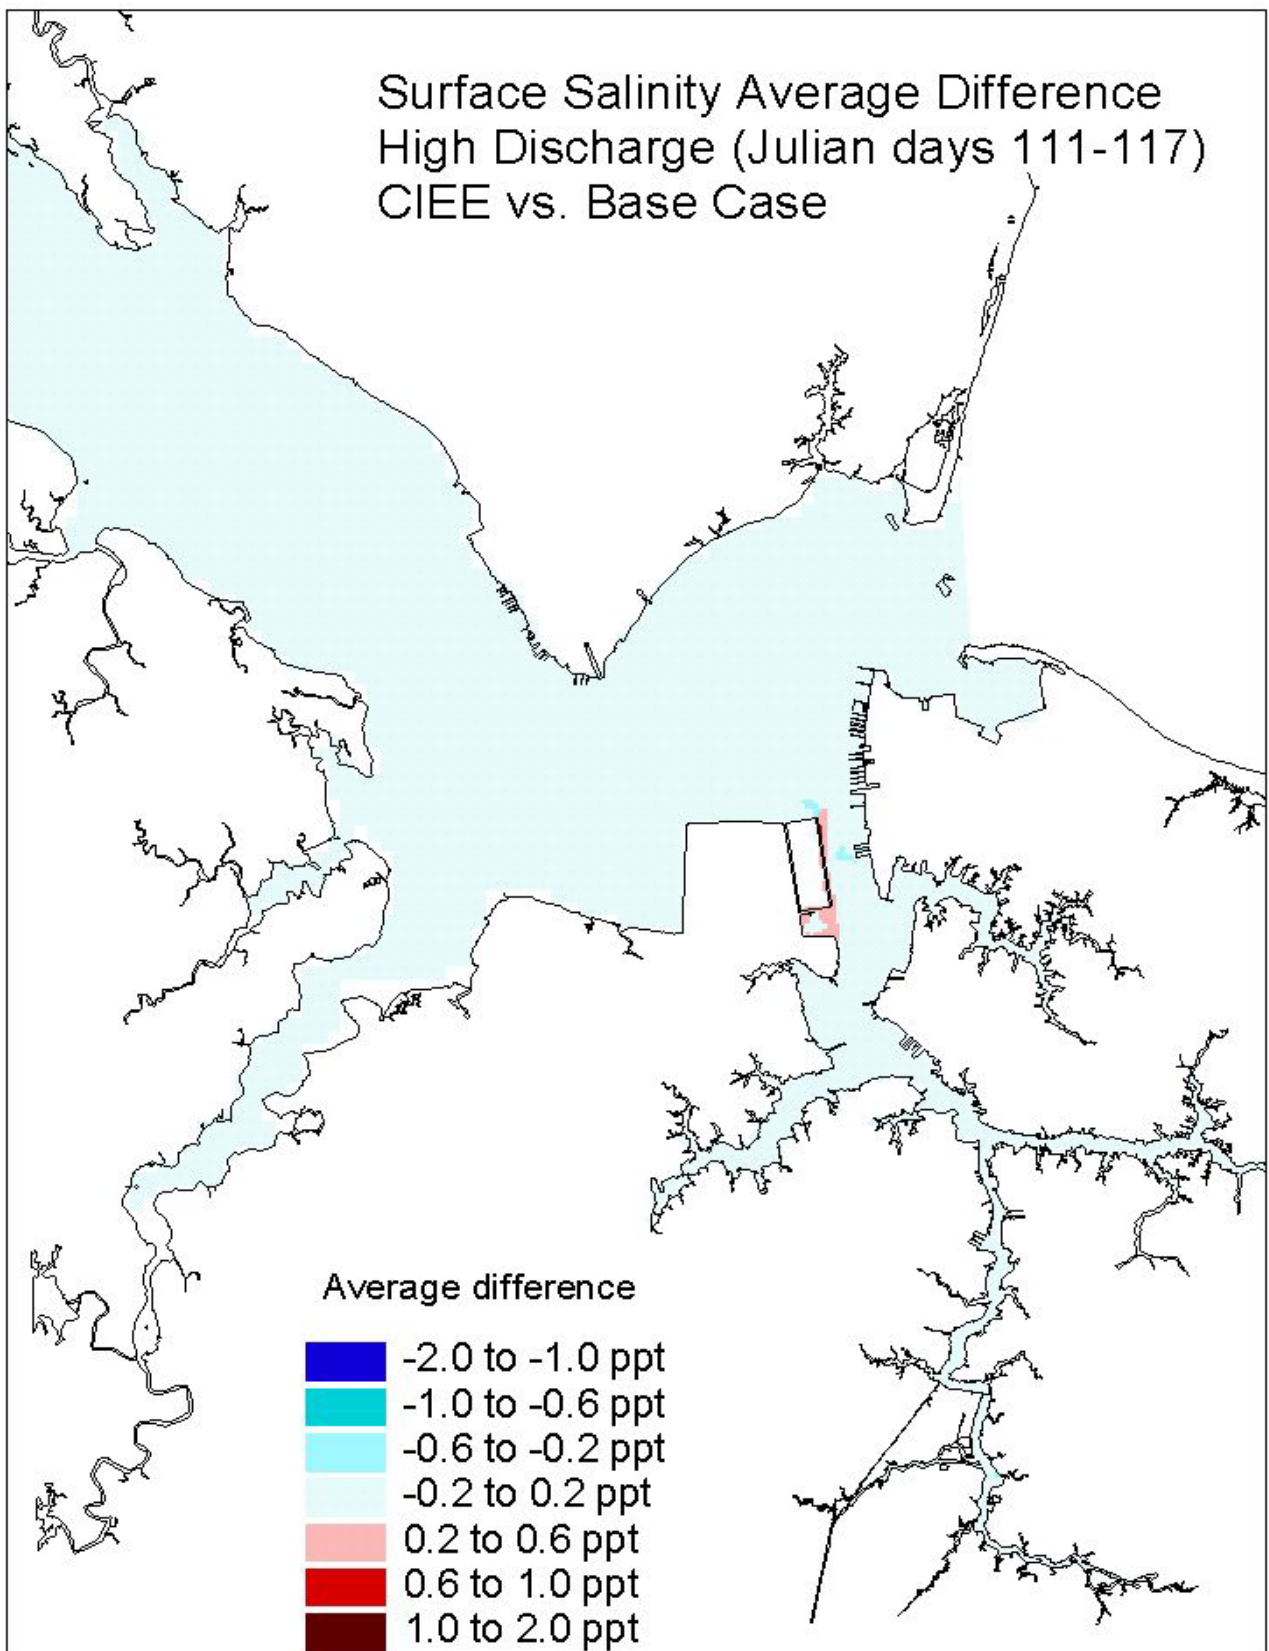 Surface Salinity Average Difference
High Discharge (Julian days 111-117)
CIEE vs. Base Case
Average difference
-2.0 to -1.0 ppt
-1.0 to -0.6 ppt
-0.6 to -0.2 ppt
-0.2 to 0.2 ppt
0.2 to 0.6 ppt
0.6 to 1.0 ppt
1.0 to 2.0 ppt